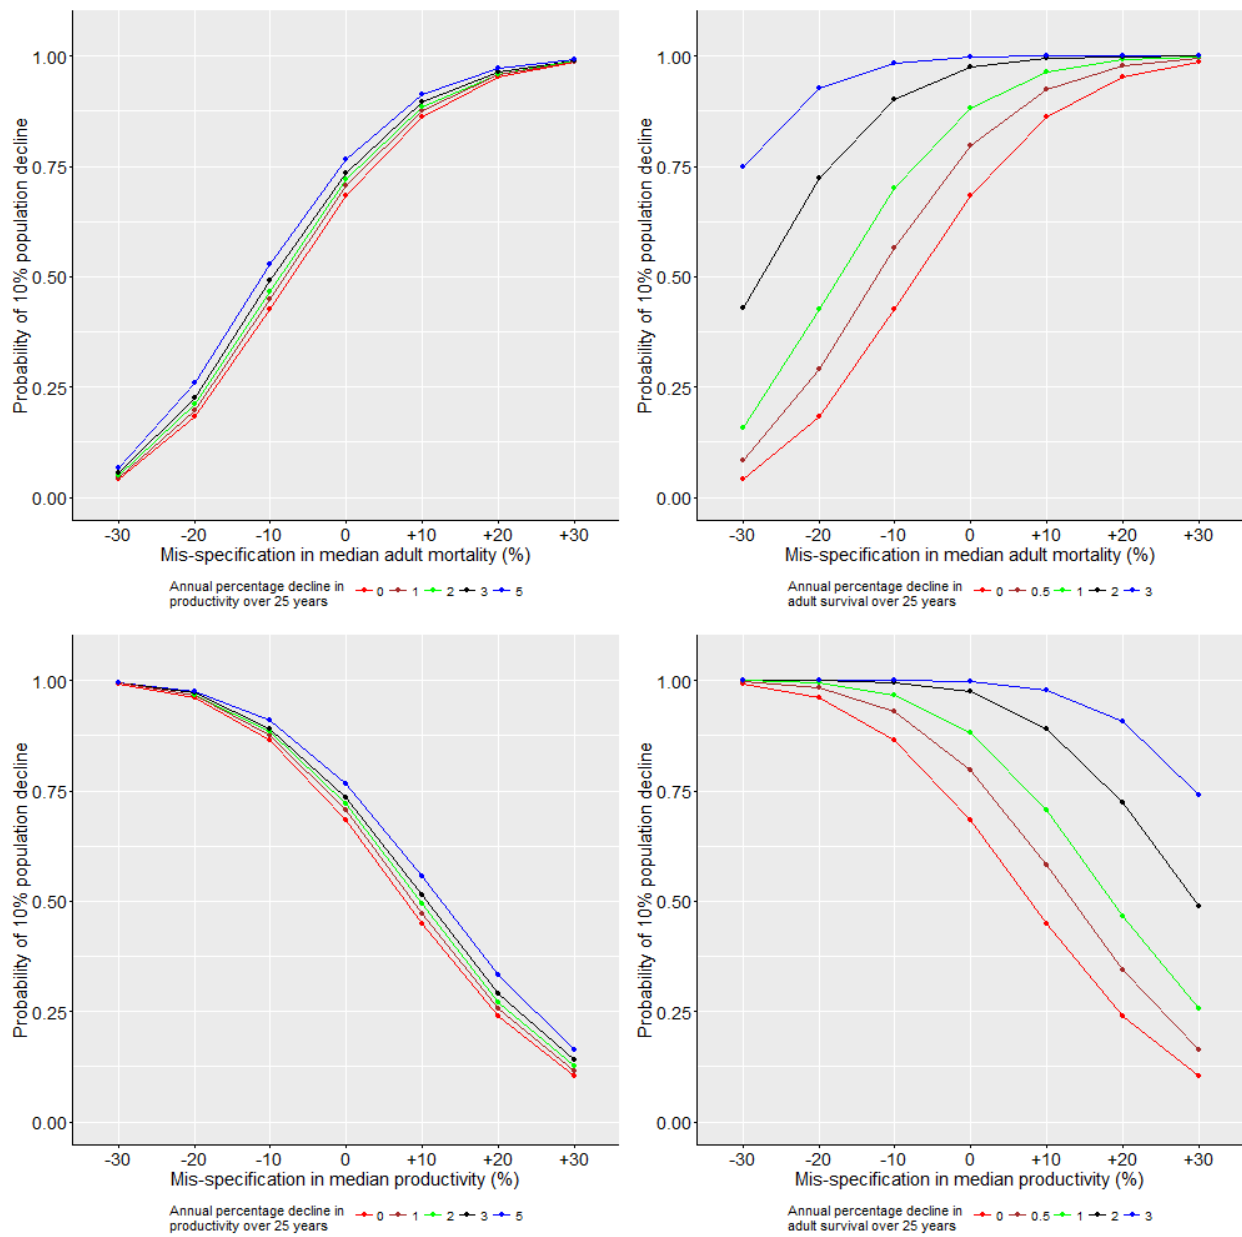 Probability of 10% population decline
1.00
0.75
0.50
0.25
0.00
-30 -20 -10 0 +10 +20 +30
Mis-specification in median adult mortality (%)
Annual percentage decline in
productivity over 25 years 0 1 2 3 5
Probability of 10% population decline
1.00
0.75
0.50
0.25
0.00
-30 -20 -10 0 +10 +20 +30
Mis-specification in median adult mortality (%)
Annual percentage decline in
adult survival over 25 years 0 0.5 1 2 3
Probability of 10% population decline
1.00
0.75
0.50
0.25
0.00
-30 -20 -10 0 +10 +20 +30
Mis-specification in median productivity (%)
Annual percentage decline in
productivity over 25 years 0 1 2 3 5
Probability of 10% population decline
1.00
0.75
0.50
0.25
0.00
-30 -20 -10 0 +10 +20 +30
Mis-specification in median productivity (%)
Annual percentage decline in
adult survival over 25 years 0 0.5 1 2 3